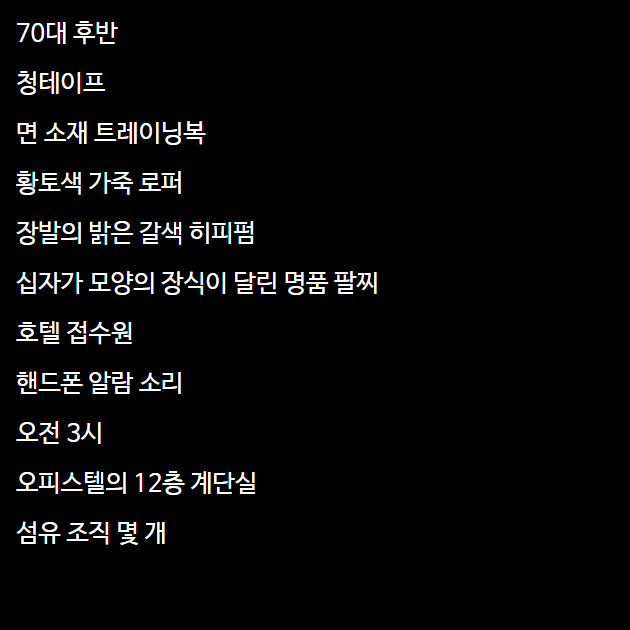 70대 후반
청테이프
면 소재 트레이닝복
황토색 가죽 로퍼
장발의 밝은 갈색 히피펌
십자가 모양의 장식이 달린 명품 팔찌
호텔 접수원
핸드폰 알람 소리
오전 3시
오피스텔의 12층 계단실
섬유 조직 몇 개